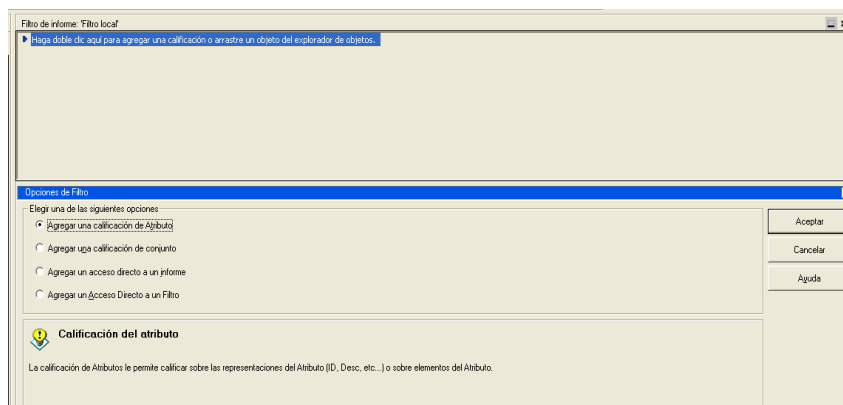 Filtro de informe: 'Filtro local'
Haga doble clic aquí para agregar una calificación o arrastre un objeto del explorador de objetos.
Opciones de Filtro
Elegir una de las siguientes opciones
Agregar una calificación de Atributo
Aceptar
Agregar una calificación de conjunto
Cancelar
Agregar un acceso directo a un informe
Ayuda
Agregar un Acceso Directo a un Filtro
Calificación del atributo
La calificación de Atributos le permite calificar sobre las representaciones del Atributo (ID, Desc, etc...) o sobre elementos del Atributo.